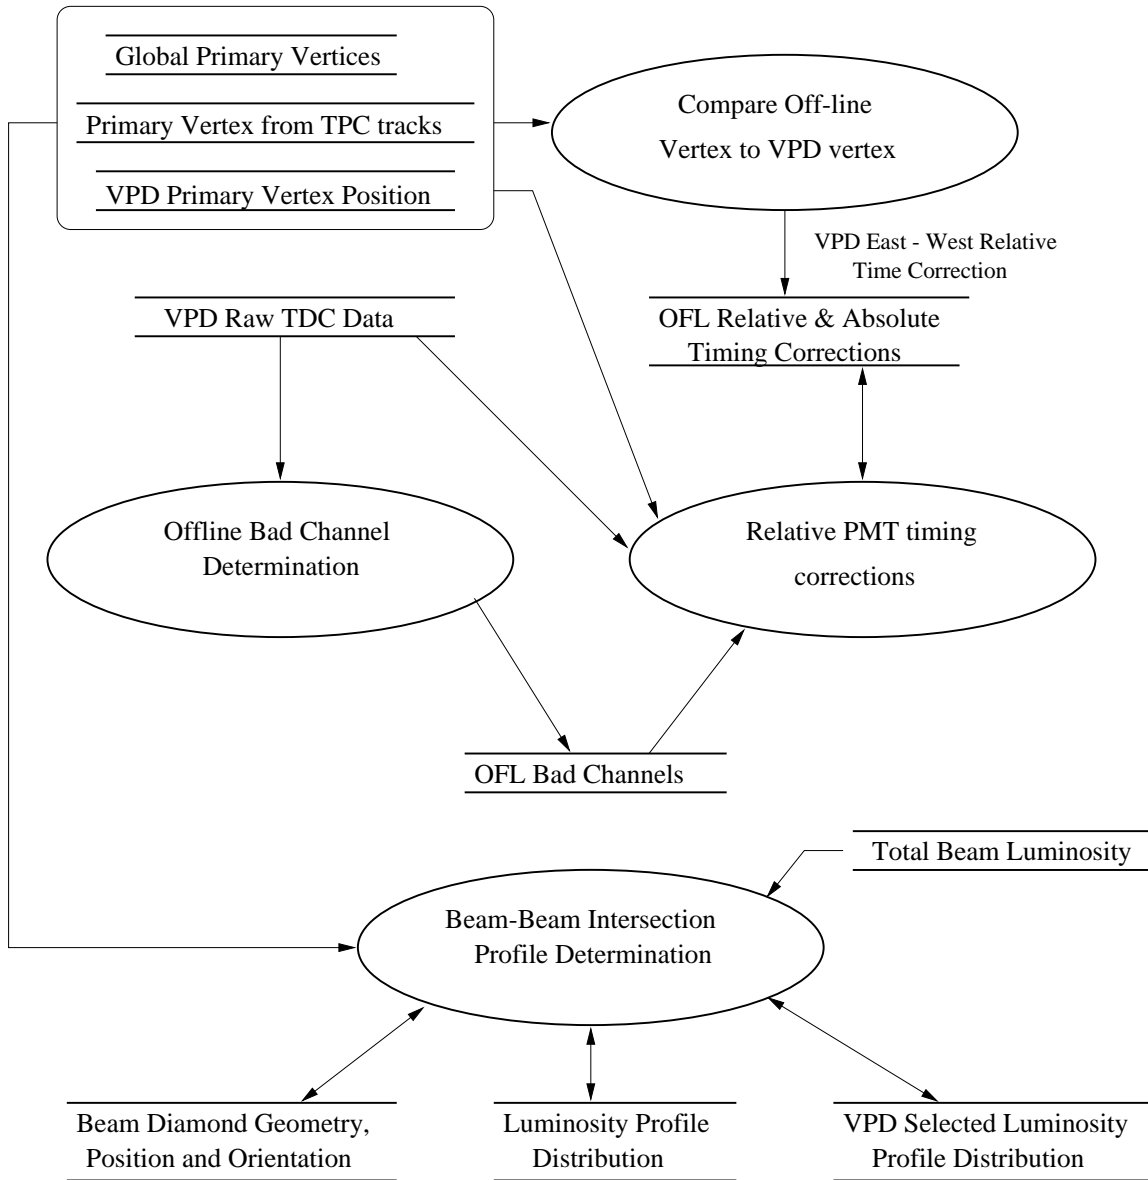 Global Primary Vertices
Primary Vertex from TPC tracks
VPD Primary Vertex Position
Compare Off-line
Vertex to VPD vertex
VPD East - West Relative
Time Correction
VPD Raw TDC Data
OFL Relative & Absolute
Timing Corrections
Offline Bad Channel
Determination
Relative PMT timing
corrections
OFL Bad Channels
Total Beam Luminosity
Beam-Beam Intersection
Profile Determination
Beam Diamond Geometry,
Position and Orientation
Luminosity Profile
Distribution
VPD Selected Luminosity
Profile Distribution